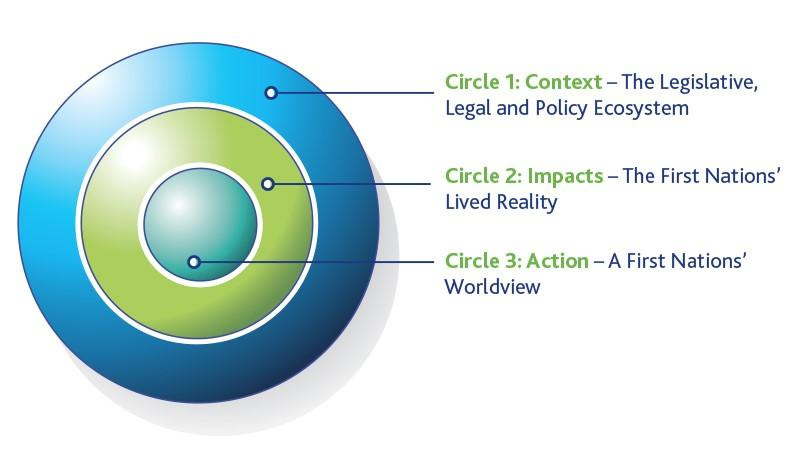 Circle 1: Context – The Legislative,
Legal and Policy Ecosystem
Circle 2: Impacts – The First Nations’
Lived Reality
Circle 3: Action – A First Nations’
Worldview